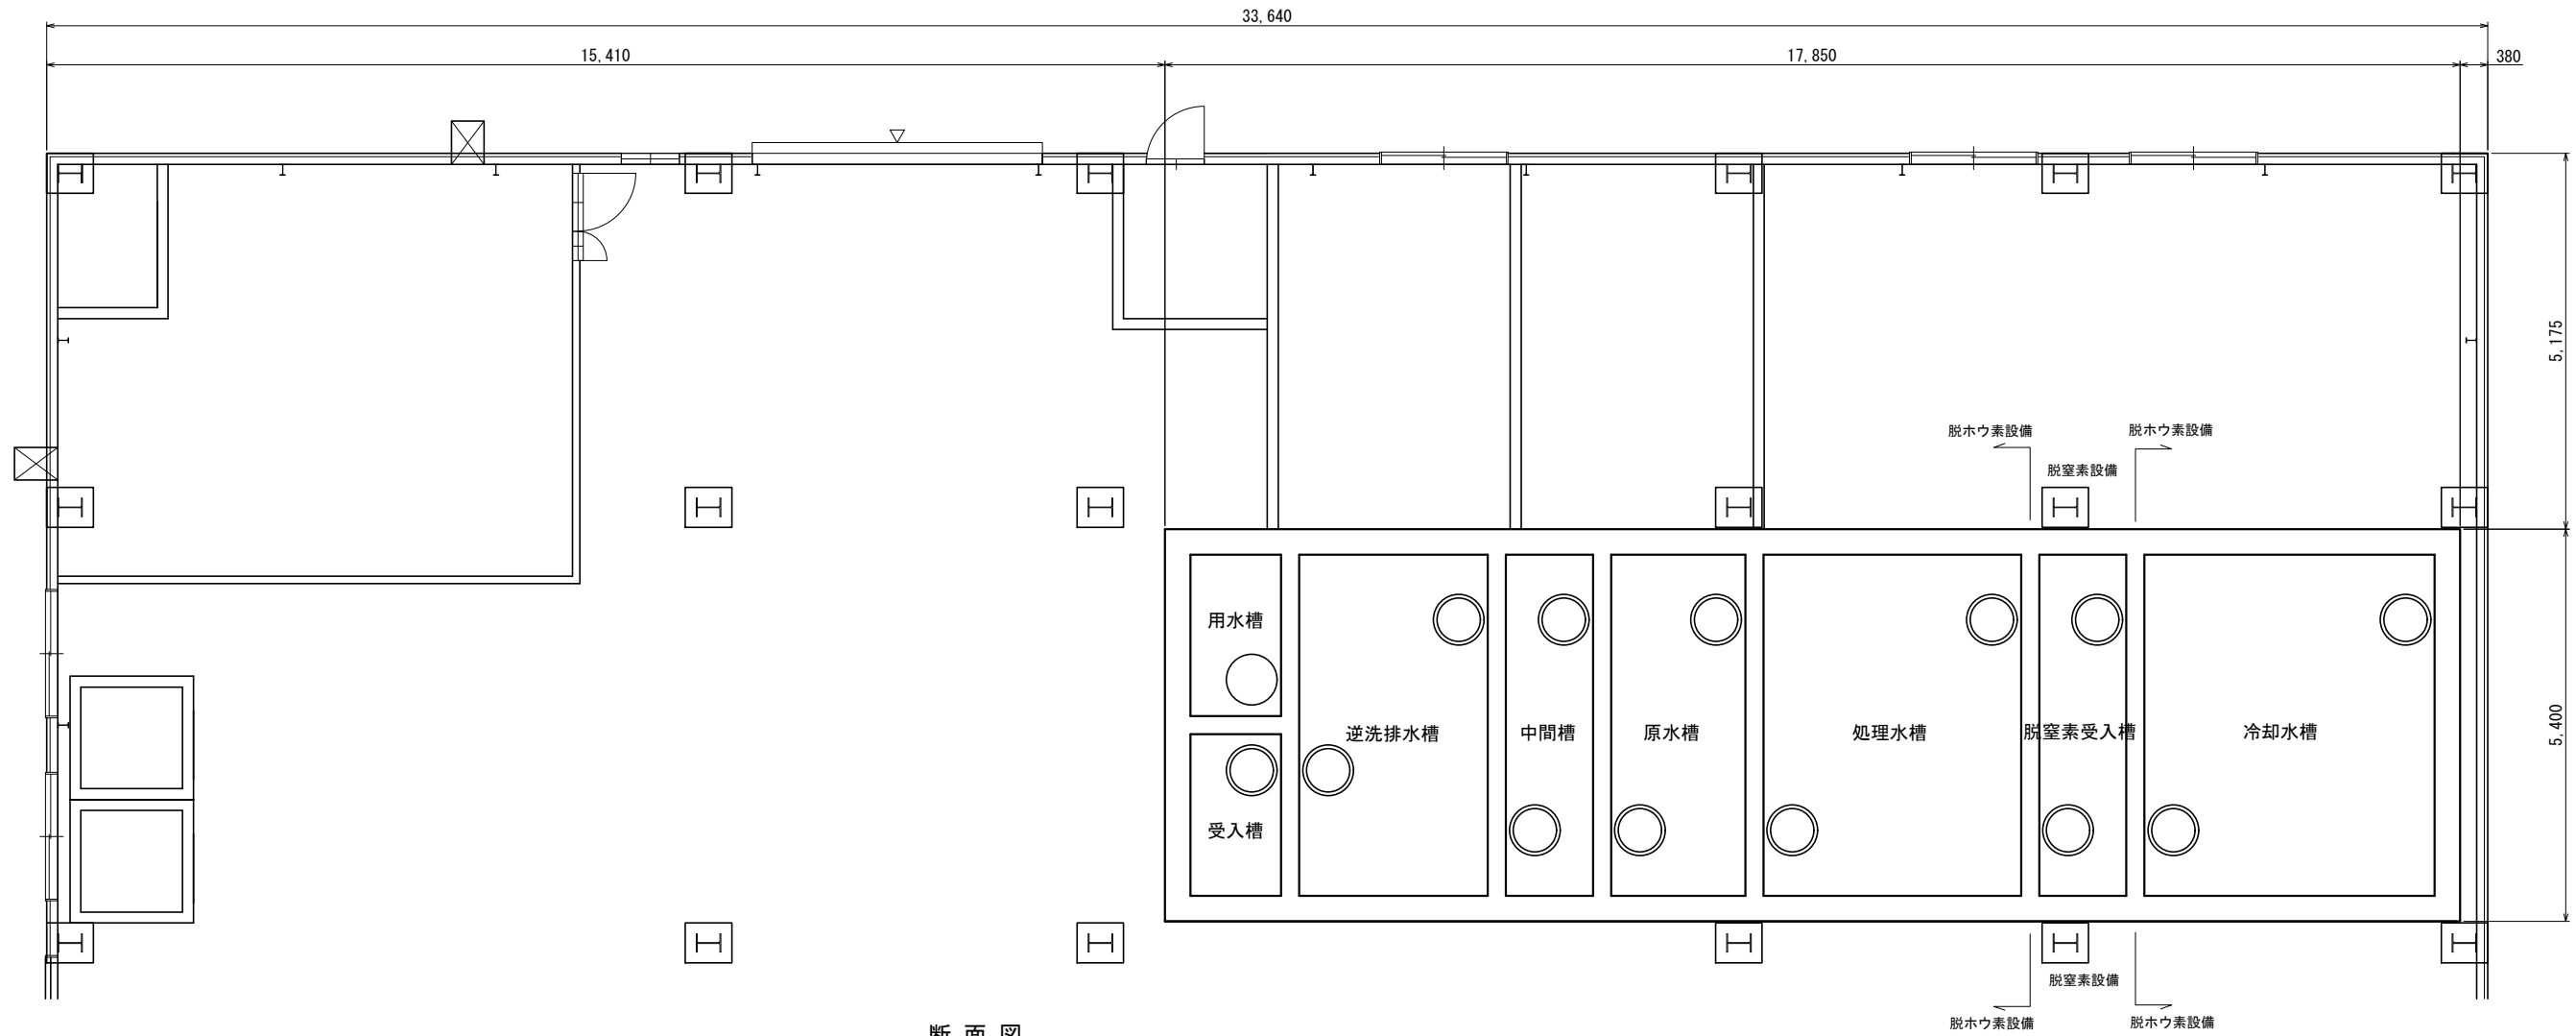 33,640
15,410
17,850
380
5,175
脱ホウ素設備
脱ホウ素設備
脱窒素設備
用水槽
逆洗排水槽
中間槽
原水槽
処理水槽
脱窒素受入槽
冷却水槽
5,400
受入槽
脱窒素設備
脱ホウ素設備
脱ホウ素設備
断面図